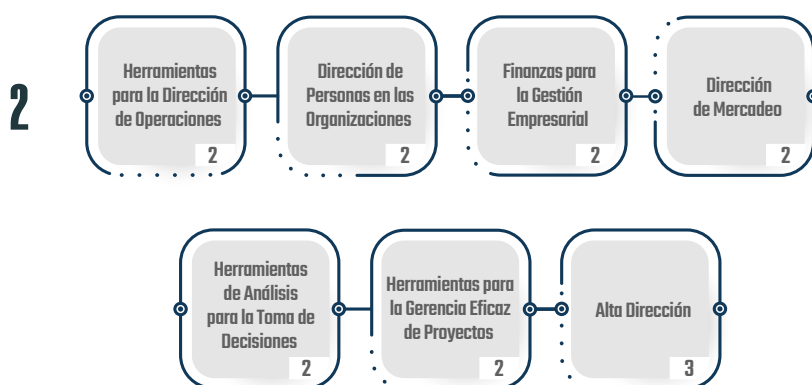 2
Herramientas
para la Dirección
de Operaciones
2
Dirección de
Personas en las
Organizaciones
2
Finanzas para
la Gestión
Empresarial
2
Dirección
de Mercadeo
2
Herramientas
de Análisis
para la Toma de
Decisiones
2
Herramientas para
la Gerencia Eficaz
de Proyectos
2
Alta Dirección
3